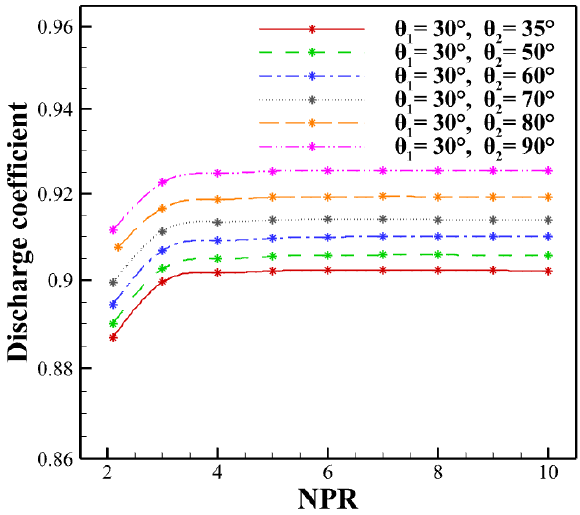 0.96
θ₁ = 30°, θ₂ = 35°
θ₁ = 30°, θ₂ = 50°
θ₁ = 30°, θ₂ = 60°
0.94
θ₁ = 30°, θ₂ = 70°
θ₁ = 30°, θ₂ = 80°
θ₁ = 30°, θ₂ = 90°
Discharge coefficient
0.92
0.9
0.88
0.86
2 4 6 8 10
NPR